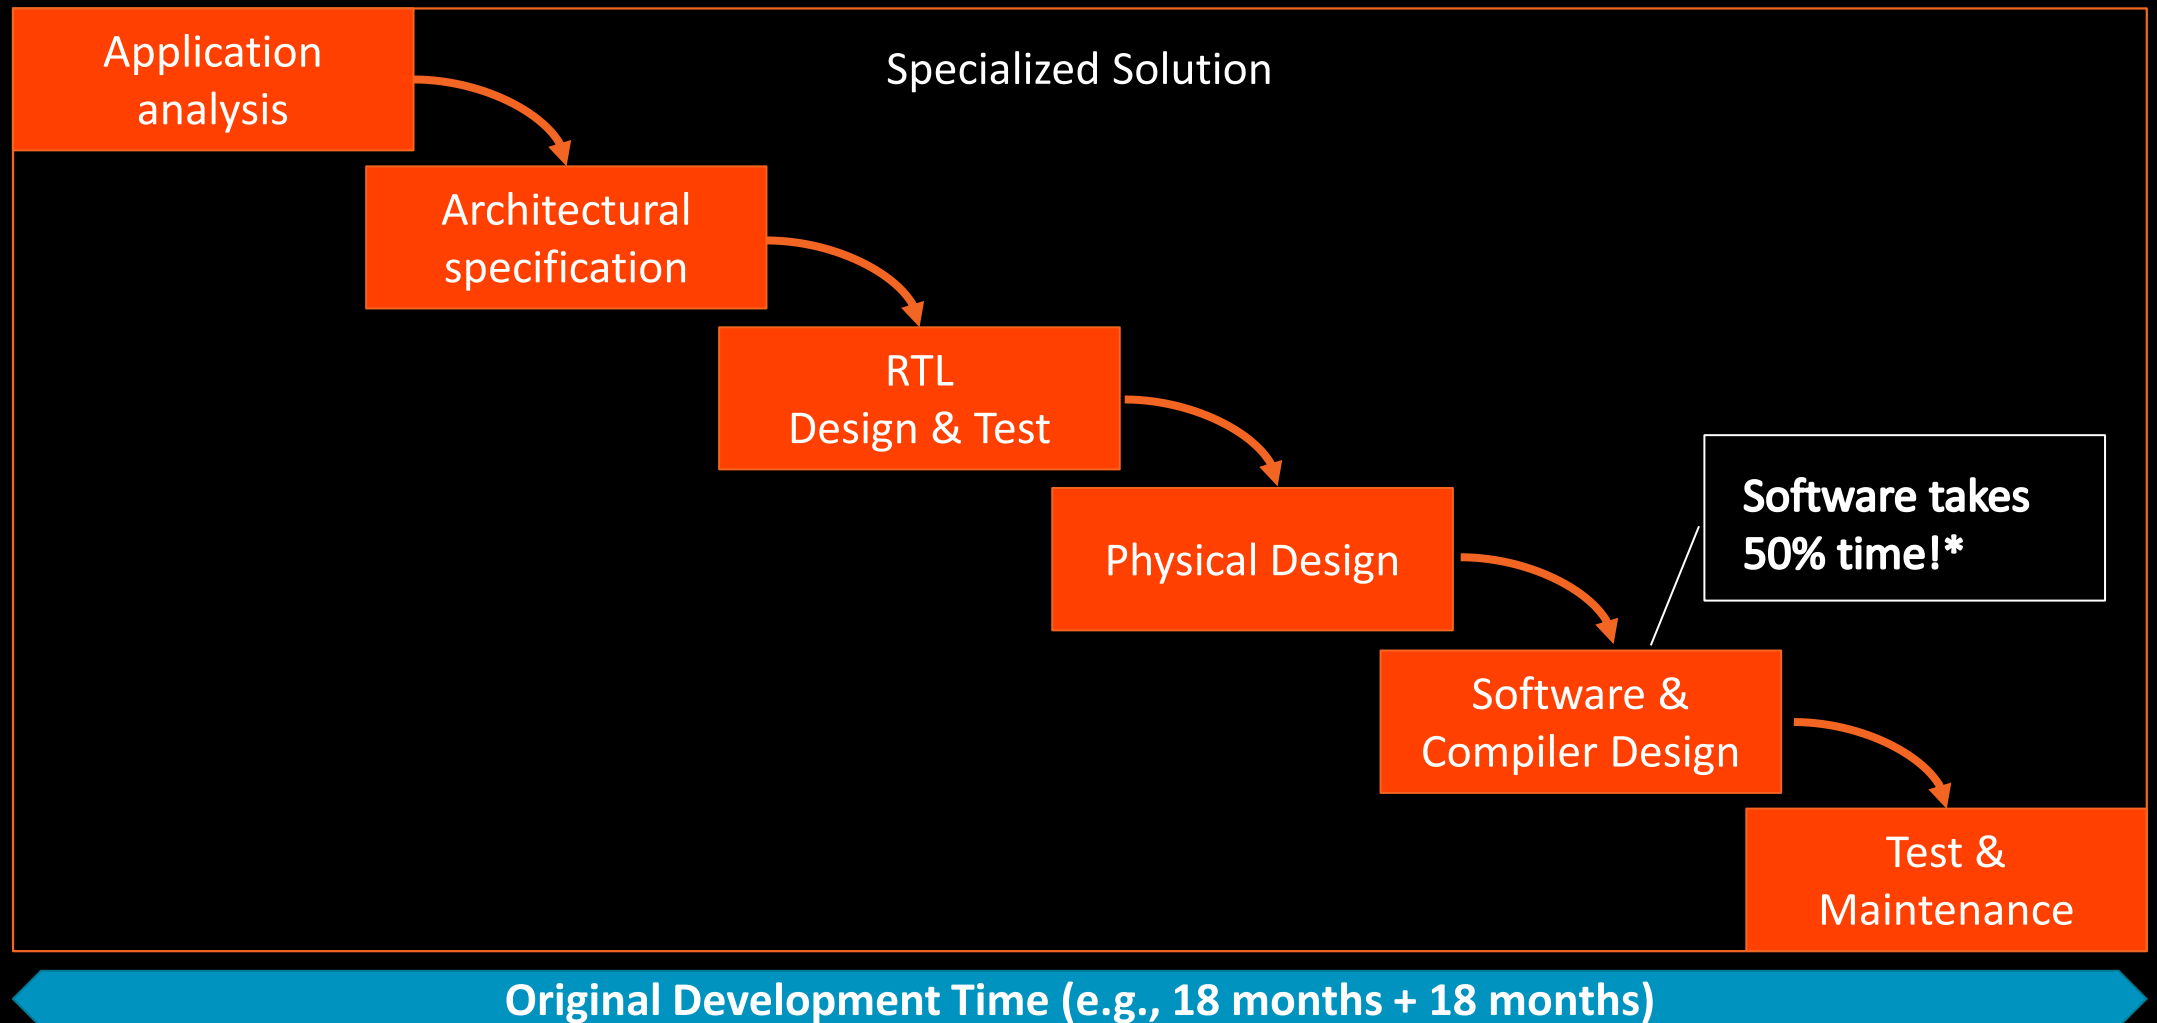 Application
analysis
Specialized Solution
Architectural
specification
RTL
Design & Test
Physical Design
Software takes
50% time!*
Software &
Compiler Design
Test &
Maintenance
Original Development Time (e.g., 18 months + 18 months)